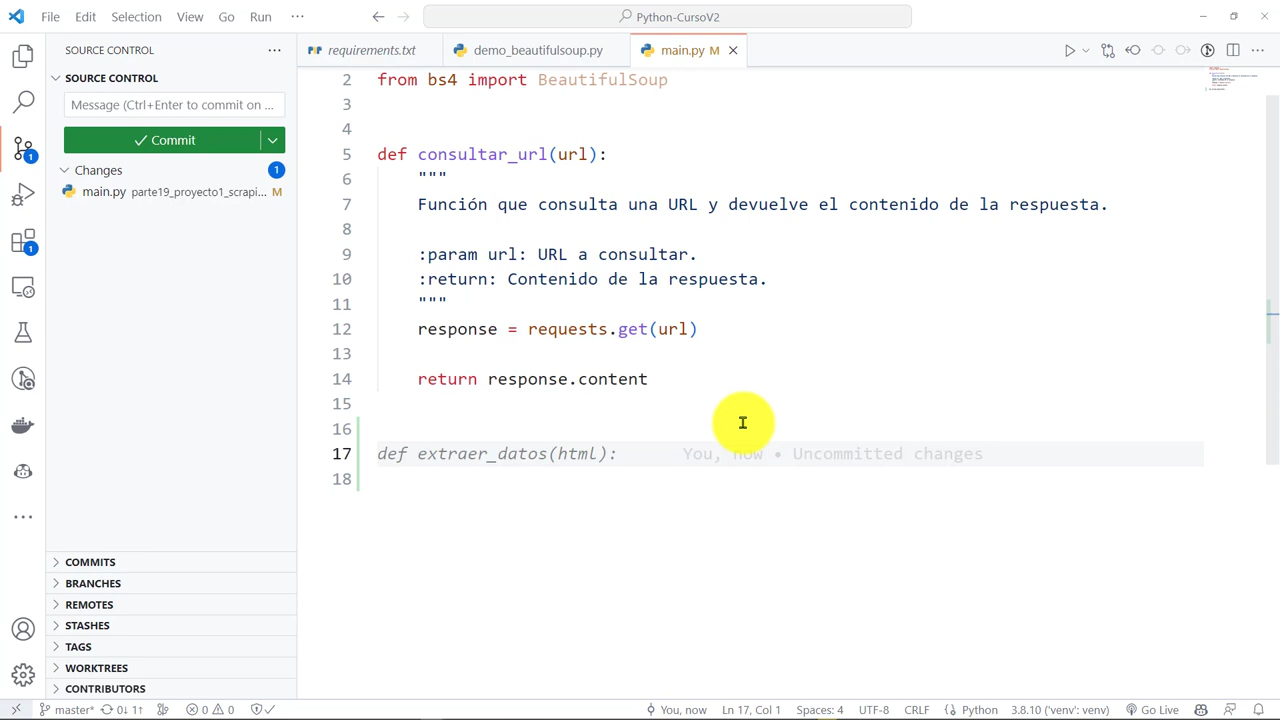 File Edit Selection View Go Run ··· Python-CursoV2
SOURCE CONTROL ···
requirements.txt demo_beautifulsoup.py main.py M
SOURCE CONTROL
Message (Ctrl+Enter to commit on ...
Commit
Changes 1
main.py parte19_proyecto1_scrapi... M
1
1
COMMITS
BRANCHES
REMOTES
STASHES
TAGS
WORKTREES
CONTRIBUTORS
2 from bs4 import BeautifulSoup
3
4
5 def consultar_url(url):
6 """
7 Función que consulta una URL y devuelve el contenido de la respuesta.
8
9 :param url: URL a consultar.
10 :return: Contenido de la respuesta.
11 """
12 response = requests.get(url)
13
14 return response.content
15
16
17 def extraer_datos(html): You, now • Uncommitted changes
18
master* 0↓ 1↑ 0 0 You, now Ln 17, Col 1 Spaces: 4 UTF-8 CRLF Python 3.8.10 ('venv': venv) Go Live